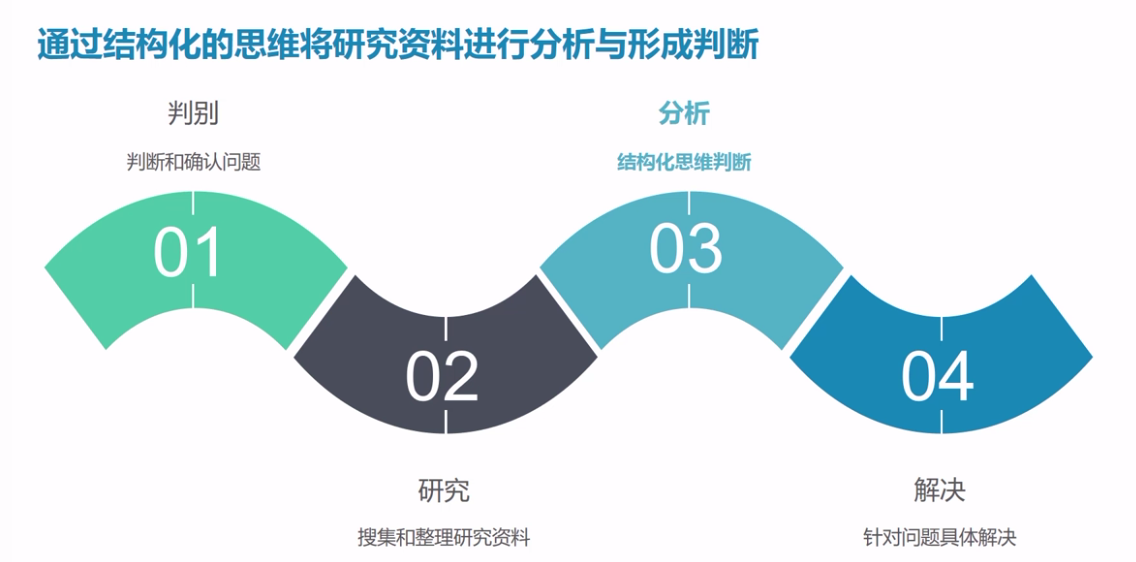 通过结构化的思维将研究资料进行分析与形成判断
判别
判断和确认问题
01
02
研究
搜集和整理研究资料
分析
结构化思维判断
03
04
解决
针对问题具体解决